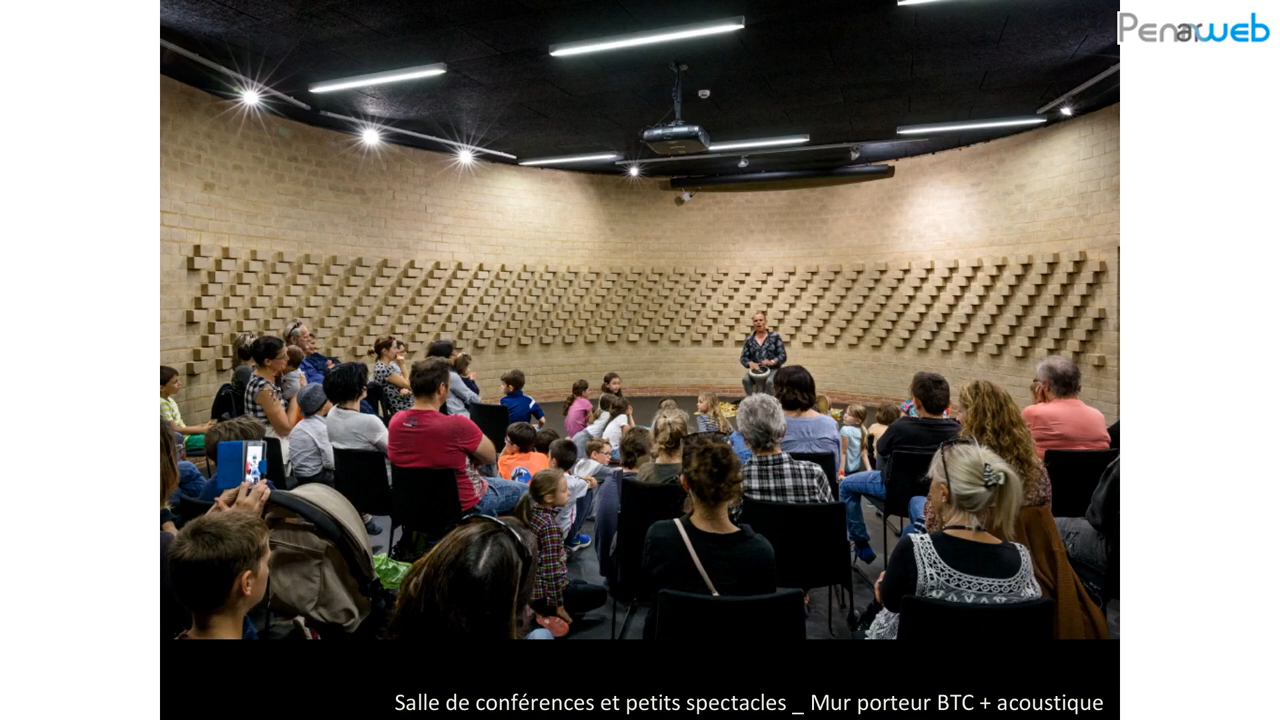 Penarweb
Salle de conférences et petits spectacles _ Mur porteur BTC + acoustique